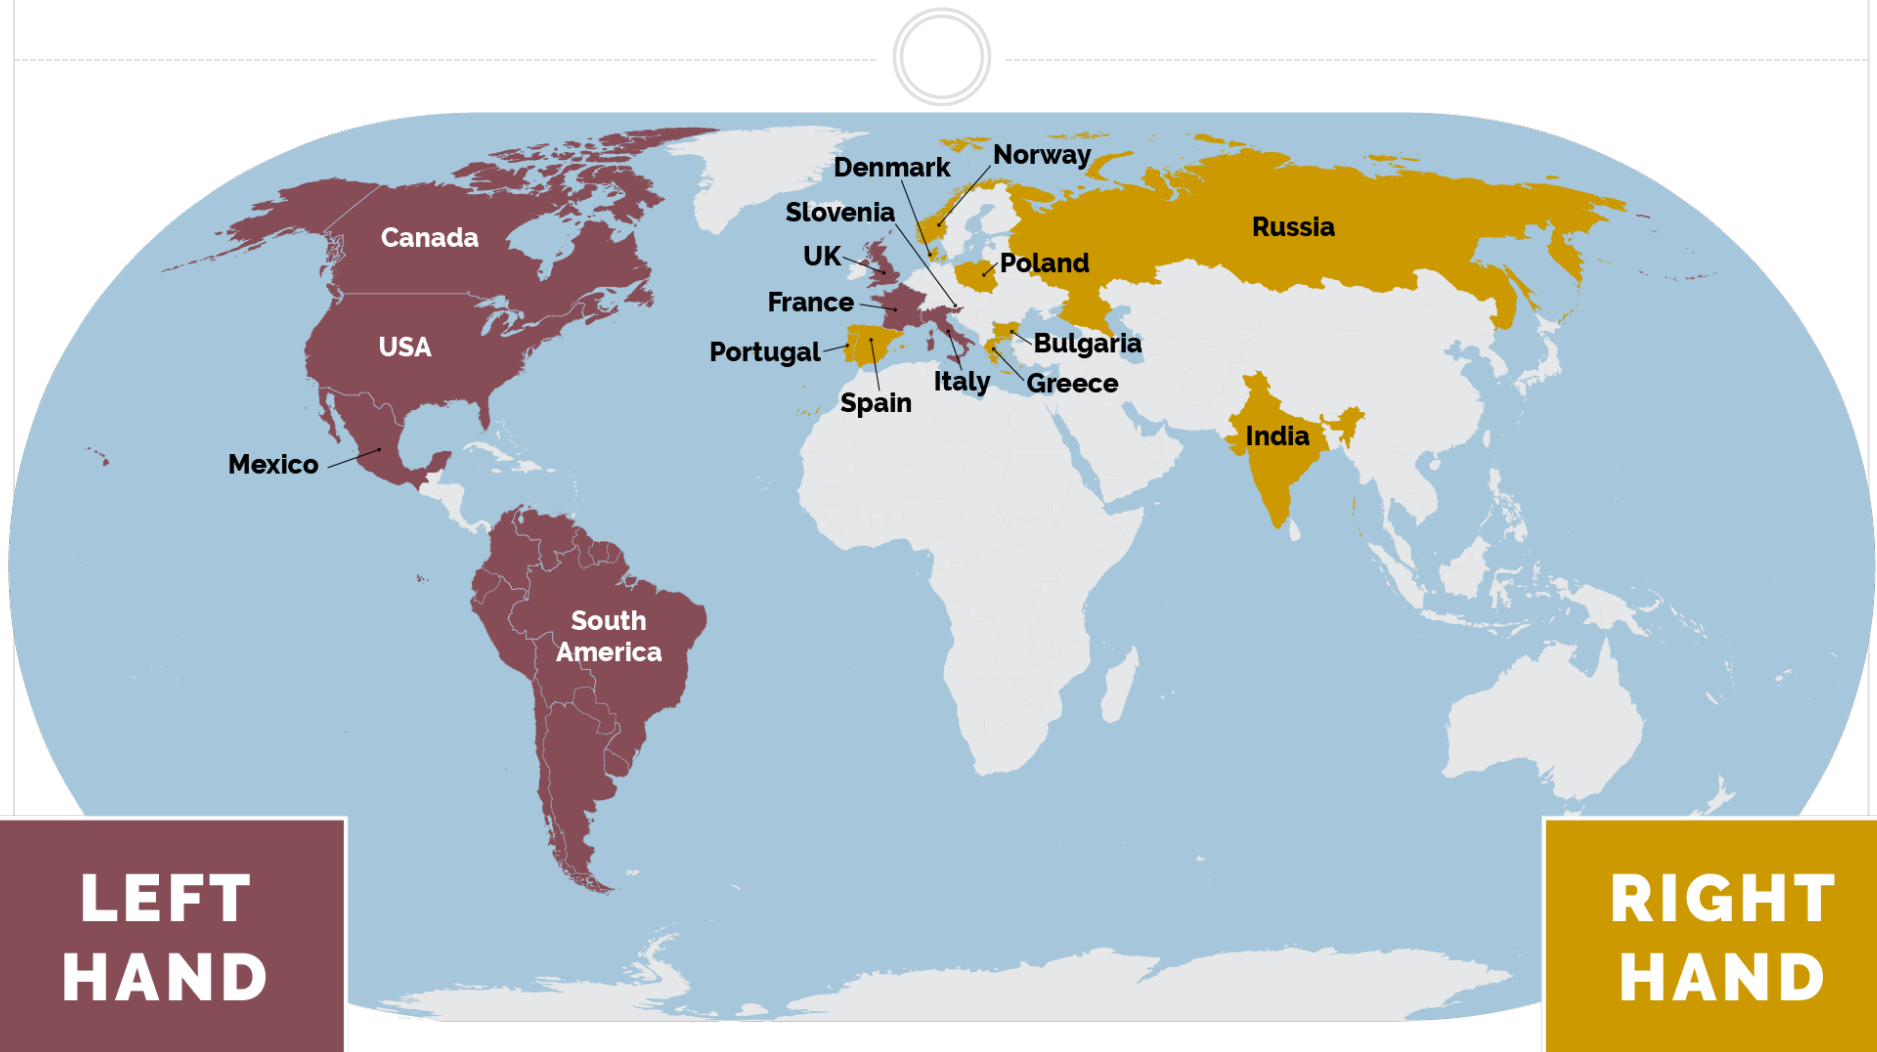 Norway
Denmark
Slovenia
Canada
Russia
UK
Poland
France
USA
Portugal
Bulgaria
Italy
Greece
Spain
India
Mexico
South
America
LEFT
HAND
RIGHT
HAND